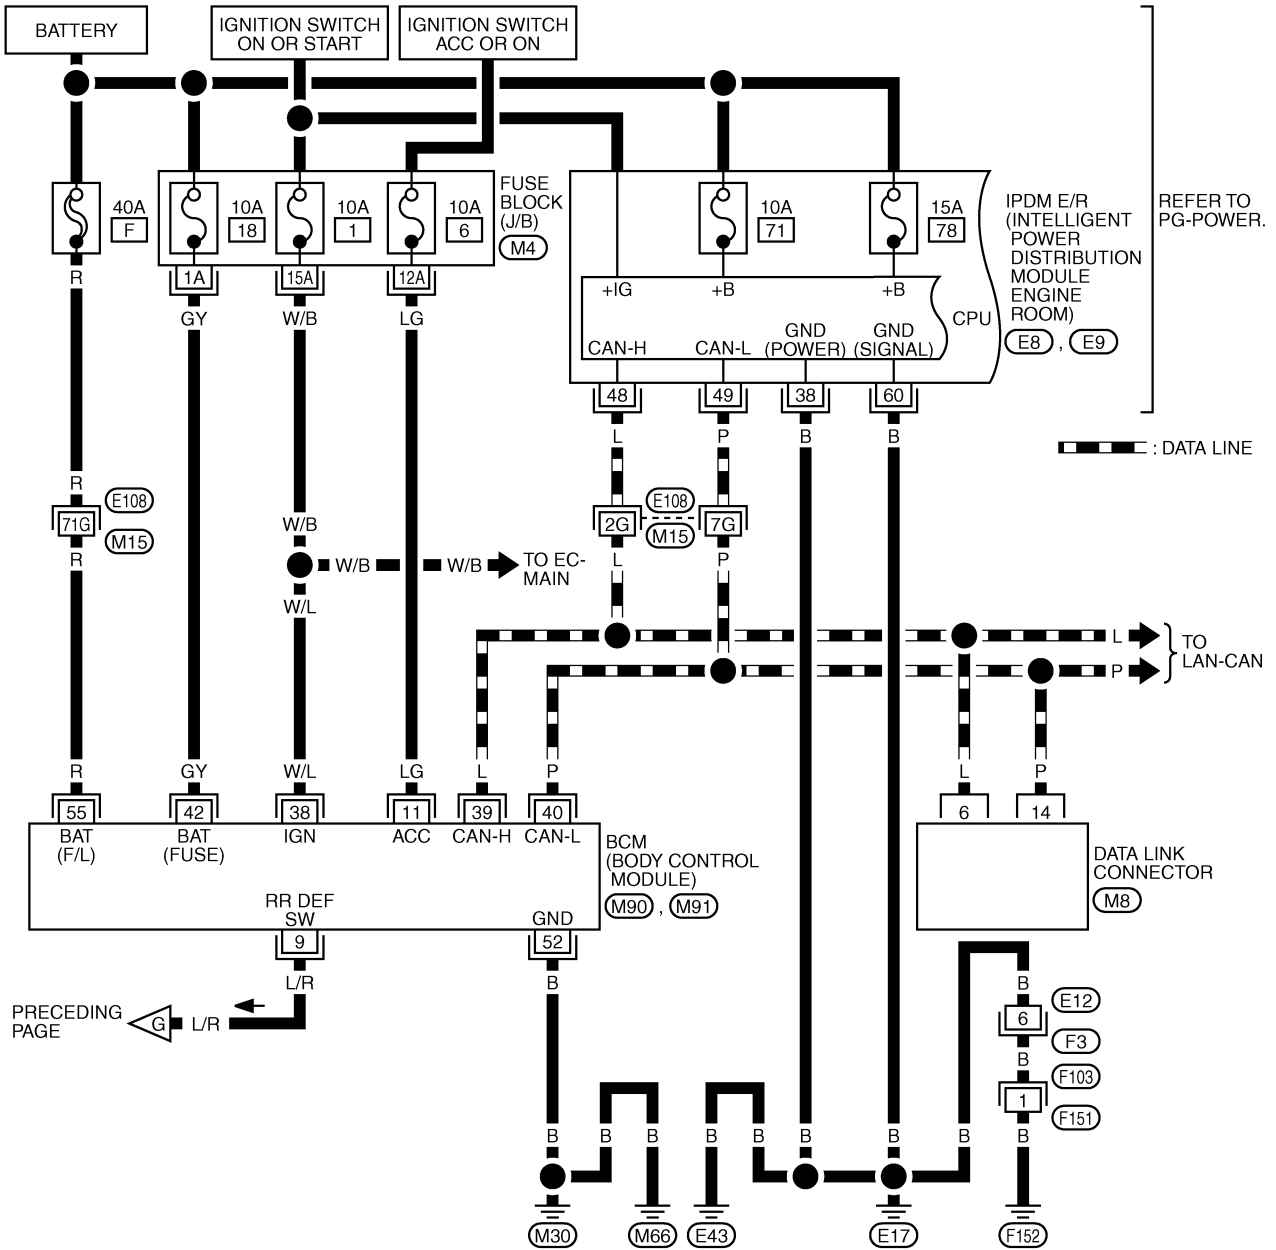 BATTERY
IGNITION SWITCH
ON OR START
IGNITION SWITCH
ACC OR ON
40A
F
10A
18
10A
1
10A
6
FUSE
BLOCK
(J/B)
M4
10A
71
15A
78
IPDM E/R
(INTELLIGENT
POWER
DISTRIBUTION
MODULE
ENGINE
ROOM)
E8 , E9
REFER TO
PG-POWER.
1A
15A
12A
+IG
+B
+B
CPU
CAN-H
CAN-L
GND
(POWER)
GND
(SIGNAL)
R
GY
W/B
LG
48
49
38
60
L
P
B
B
: DATA LINE
R
71G
E108
M15
R
W/B
2G
E108
M15
7G
L
P
W/B
W/B
TO EC-
MAIN
W/L
L
P
TO
LAN-CAN
R
GY
W/L
LG
L
P
L
P
55
42
38
11
39
40
6
14
BAT
(F/L)
BAT
(FUSE)
IGN
ACC
CAN-H
CAN-L
BCM
(BODY CONTROL
MODULE)
M90 , M91
DATA LINK
CONNECTOR
M8
RR DEF
SW
GND
9
52
L/R
B
PRECEDING
PAGE
G
L/R
B
6
E12
F3
B
1
F103
F151
B
B
B
B
B
B
B
B
B
M30
M66
E43
E17
F152